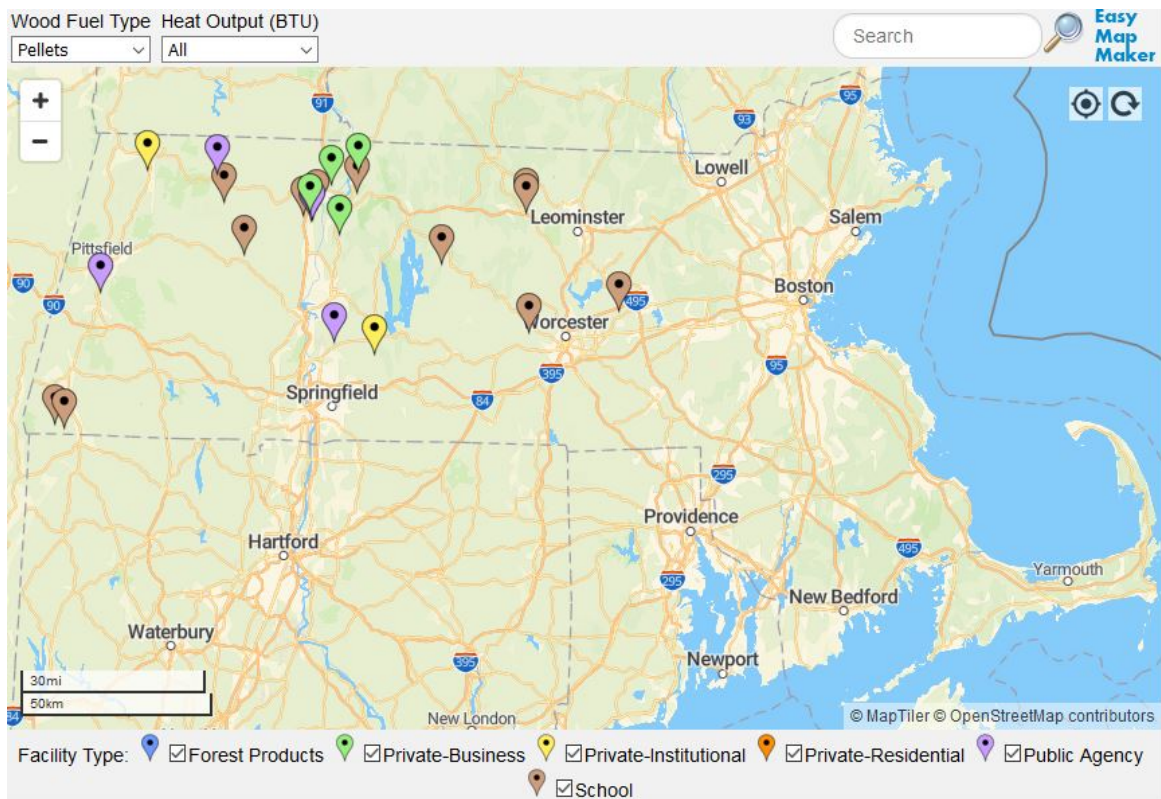 Wood Fuel Type Heat Output (BTU)
Pellets All
Search
Easy
Map
Maker
+
−
91
93
95
Lowell
Leominster
Salem
Pittsfield
90
90
495
Boston
Worcester
395
95
84
Springfield
295
Providence
Hartford
495
Yarmouth
295
New Bedford
Waterbury
395
Newport
30mi
50km
84
New London
© MapTiler © OpenStreetMap contributors
Facility Type: Forest Products Private-Business Private-Institutional Private-Residential Public Agency
School